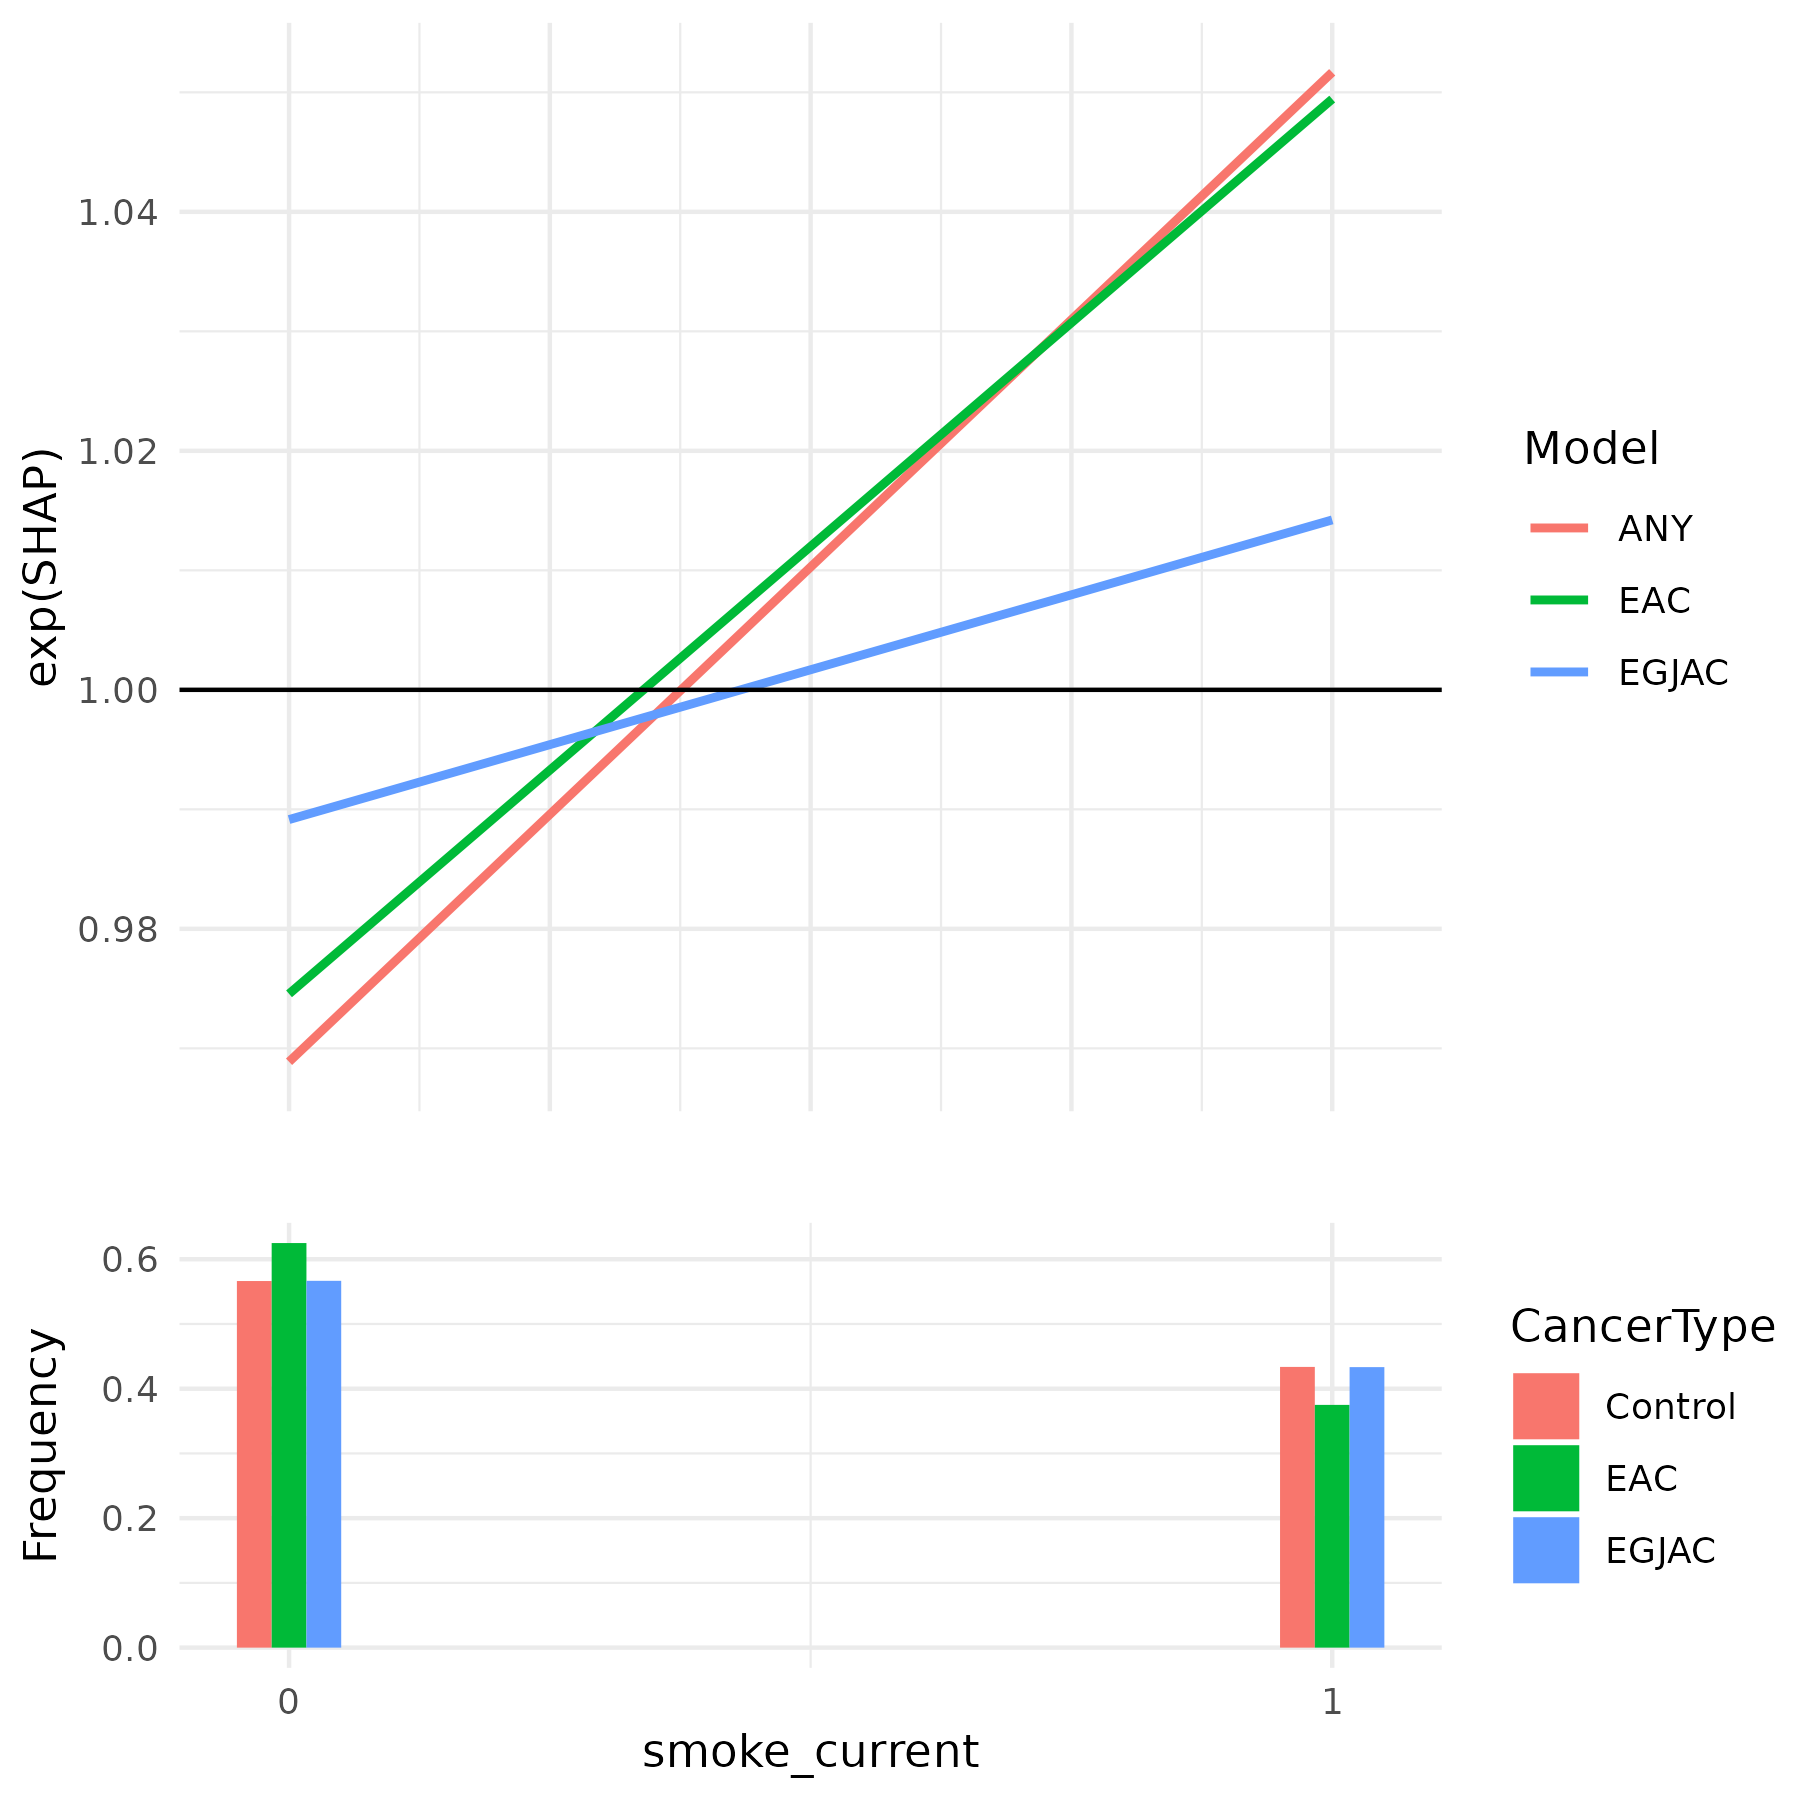 exp(SHAP)
1.04
1.02
1.00
0.98
Model
ANY
EAC
EGJAC
Frequency
0.6
0.4
0.2
0.0
0
1
smoke_current
CancerType
Control
EAC
EGJAC